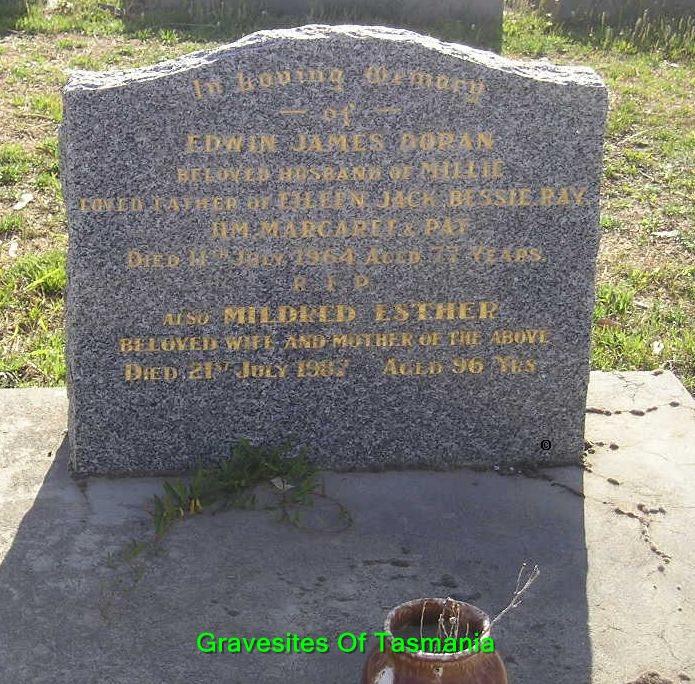 In Loving Memory
— of —
EDWIN JAMES DORAN
BELOVED HUSBAND OF MILLIE
LOVED FATHER OF EILEEN, JACK, BESSIE, RAY,
JIM, MARGARET & PAT
DIED 11TH JULY 1964 AGED 77 YEARS
R.I.P.
ALSO MILDRED ESTHER
BELOVED WIFE AND MOTHER OF THE ABOVE
DIED 21ST JULY 1987 AGED 96 YRS
Gravesites Of Tasmania